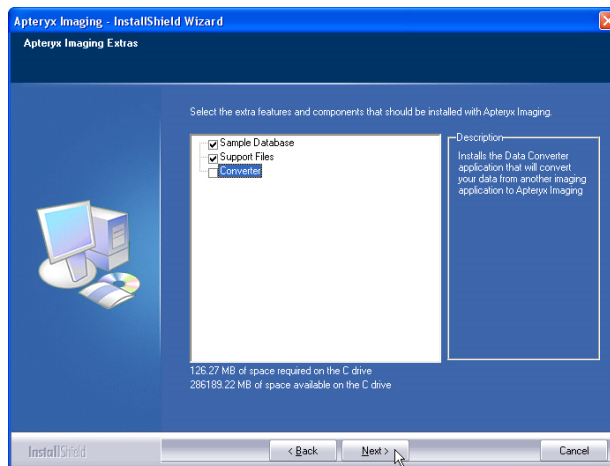 Apteryx Imaging - InstallShield Wizard
Apteryx Imaging Extras
Select the extra features and components that should be installed with Apteryx Imaging.
Sample Database
Support Files
Converter
Description
Installs the Data Converter
application that will convert
your data from another imaging
application to Apteryx Imaging
126.27 MB of space required on the C drive
286189.22 MB of space available on the C drive
InstallShield
< Back
Next >
Cancel